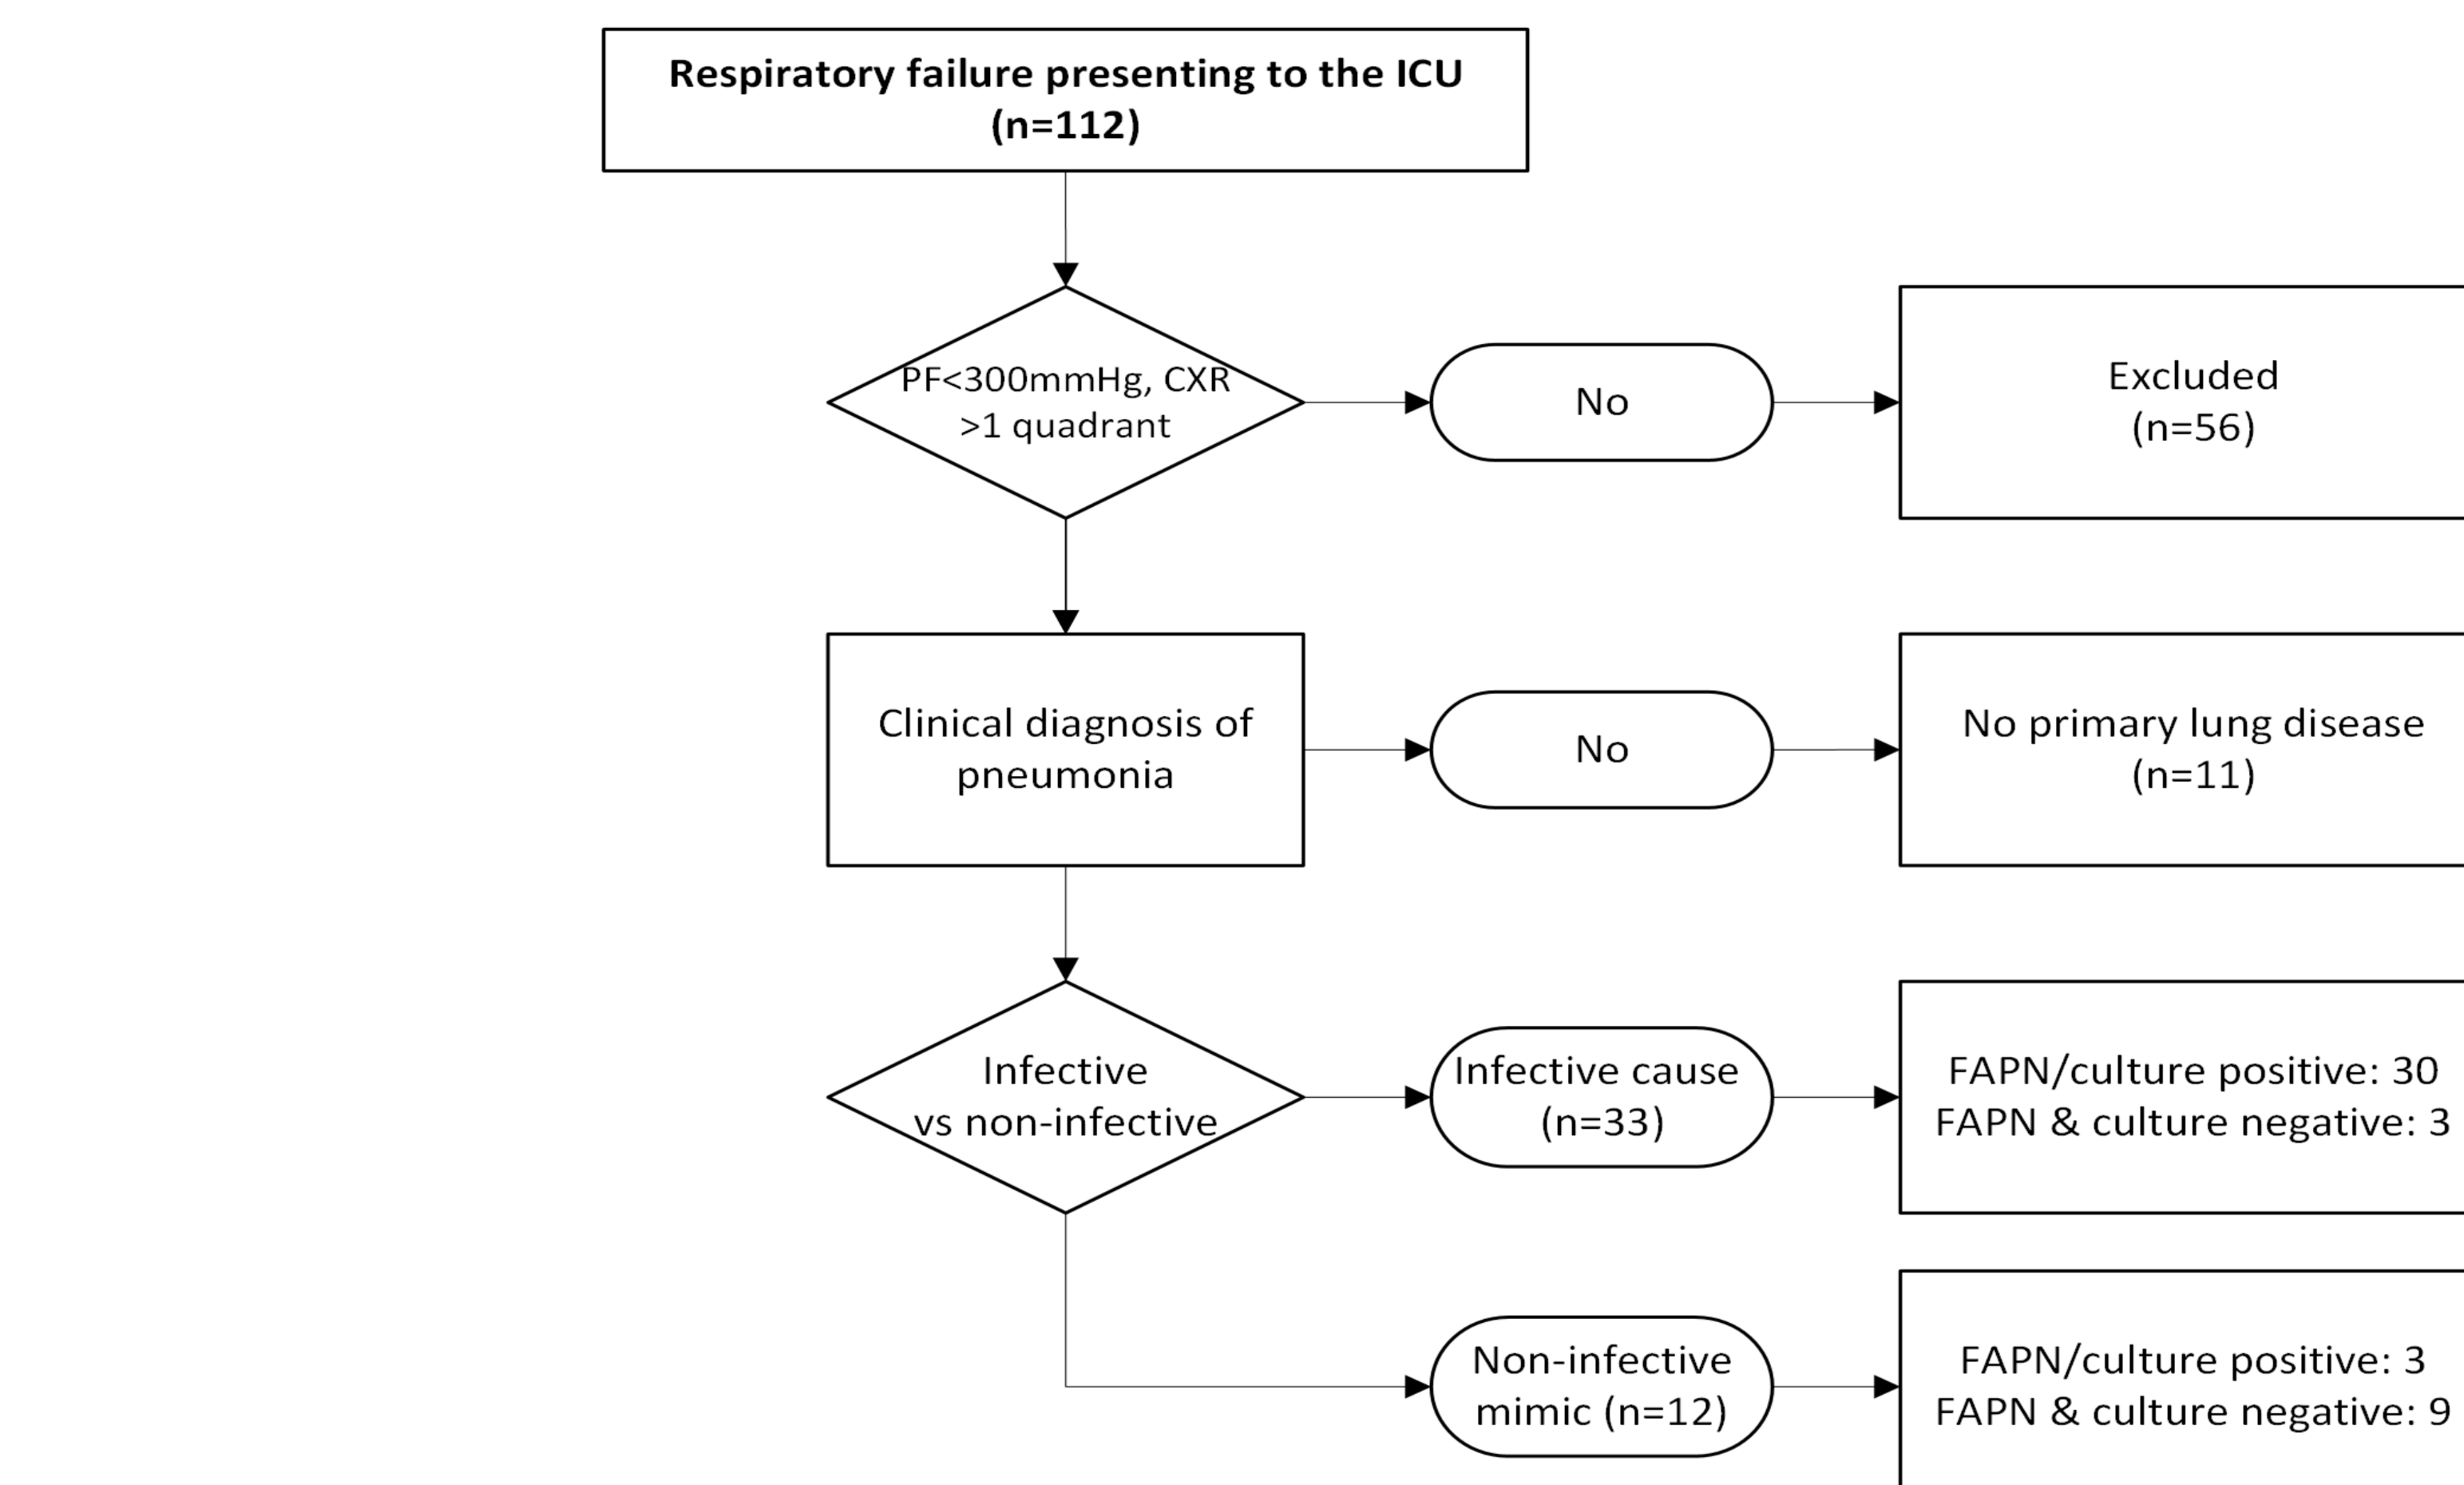 Respiratory failure presenting to the ICU
(n=112)
PF<300mmHg, CXR
>1 quadrant
No
Excluded
(n=56)
Clinical diagnosis of
pneumonia
No
No primary lung disease
(n=11)
Infective
vs non-infective
Infective cause
(n=33)
FAPN/culture positive: 30
FAPN & culture negative: 3
Non-infective
mimic (n=12)
FAPN/culture positive: 3
FAPN & culture negative: 9